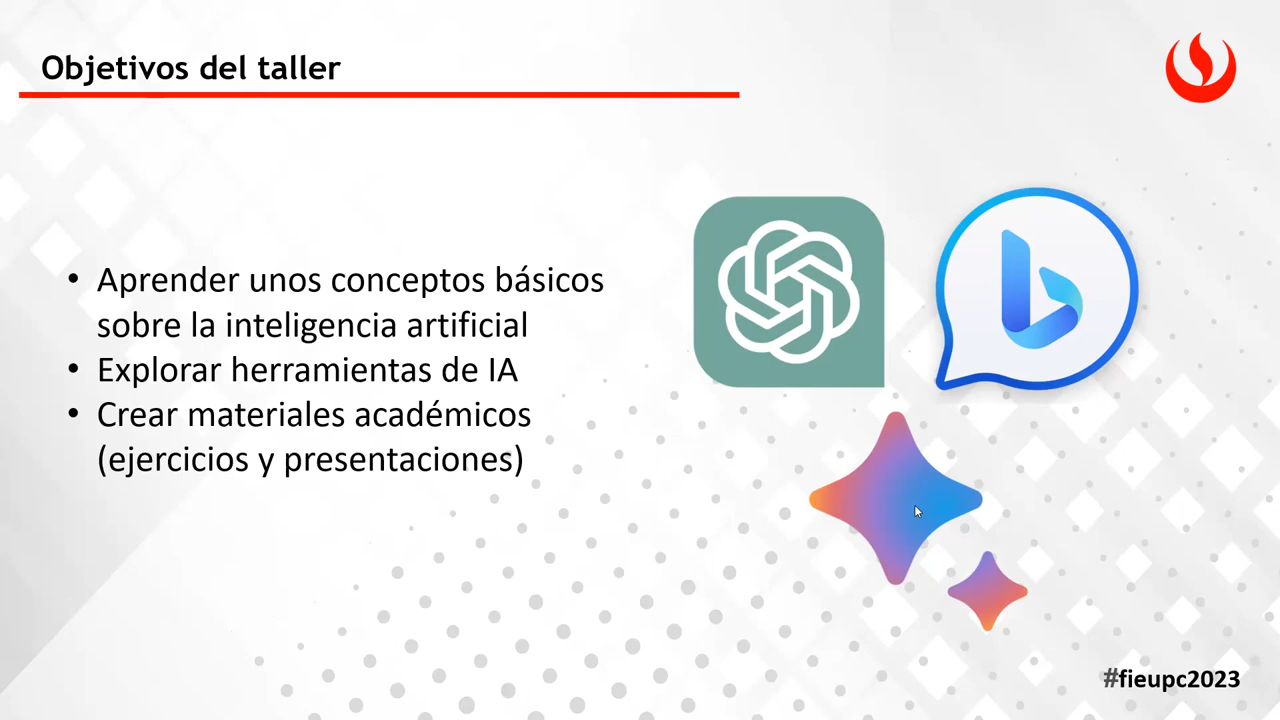 Objetivos del taller
• Aprender unos conceptos básicos
sobre la inteligencia artificial
• Explorar herramientas de IA
• Crear materiales académicos
(ejercicios y presentaciones)
#fieupc2023